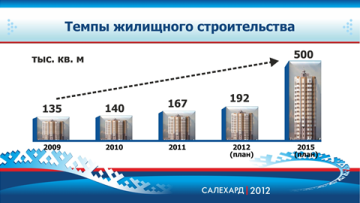 Темпы жилищного строительства
тыс. кв. м
135 140 167 192 500
2009 2010 2011 2012 (план) 2015 (план)
САЛЕХАРД | 2012